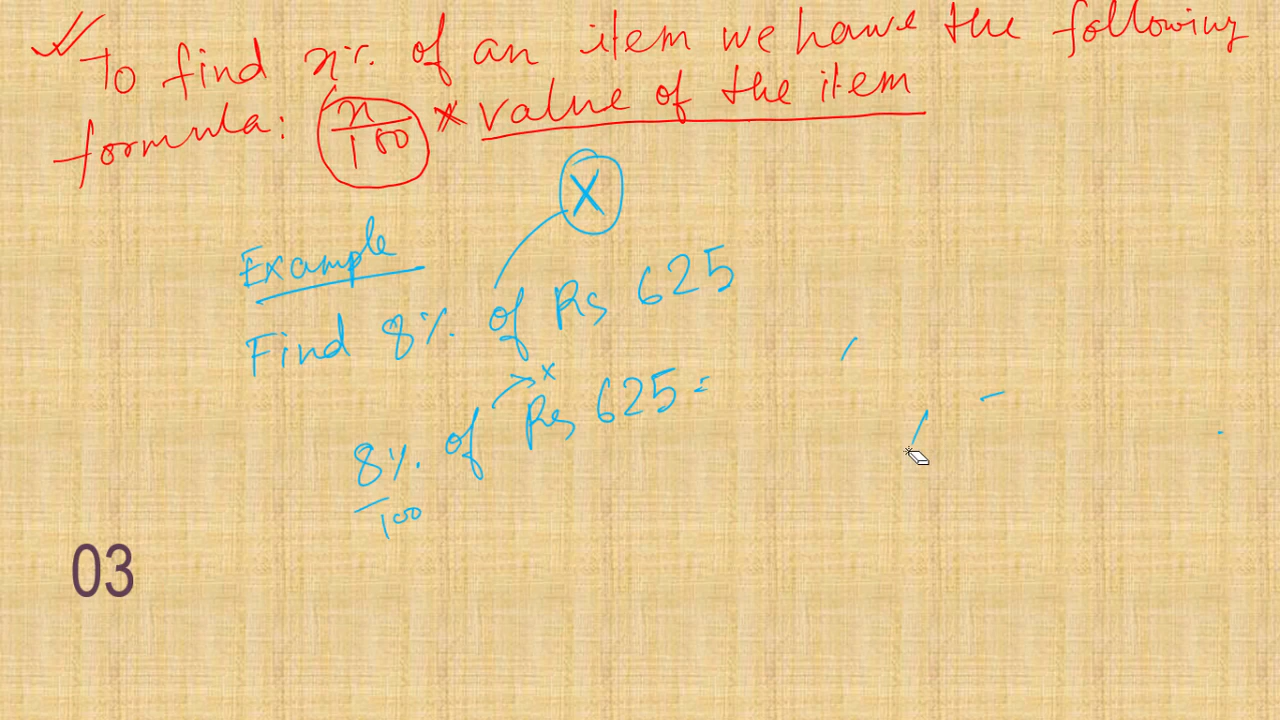 To find x% of an item we have the following
formula: x/100 * value of the item
X
Example
Find 8% of Rs 625
x
8% of Rs 625 =
100
03